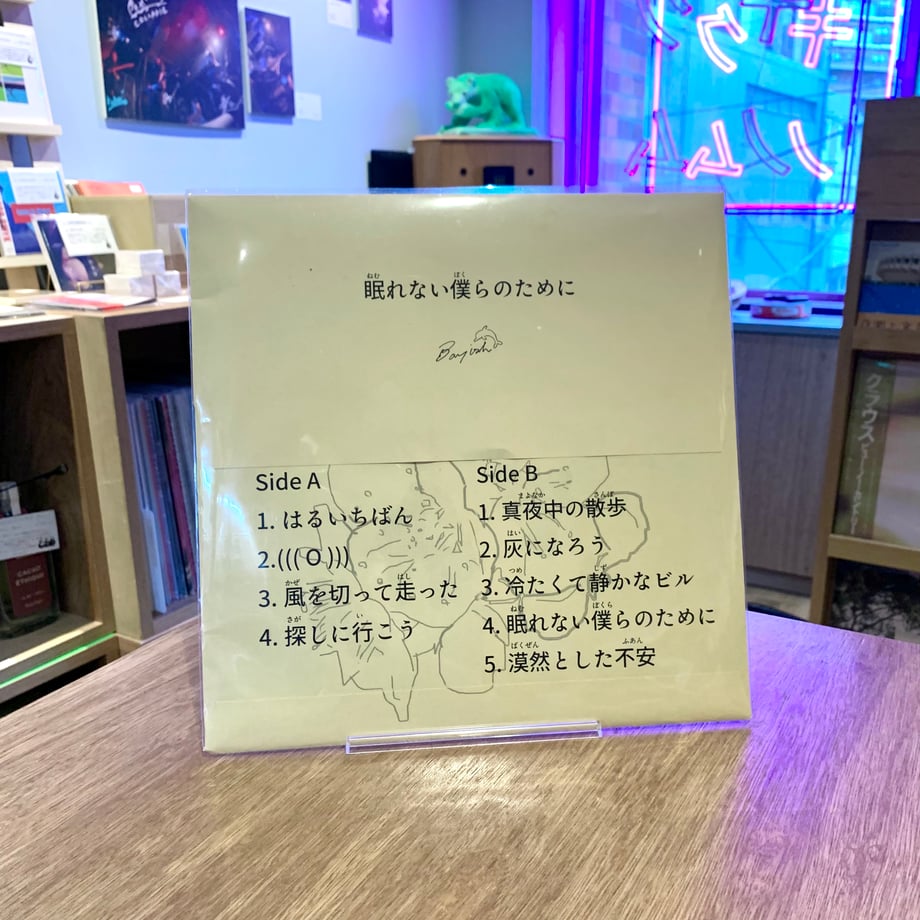 眠れない僕らのために
Side A
1. はるいちばん
2.((( O )))
3. 風を切って走った
4. 探しに行こう
Side B
1. 真夜中の散歩
2. 灰になろう
3. 冷たくて静かなビル
4. 眠れない僕らのために
5. 漠然とした不安